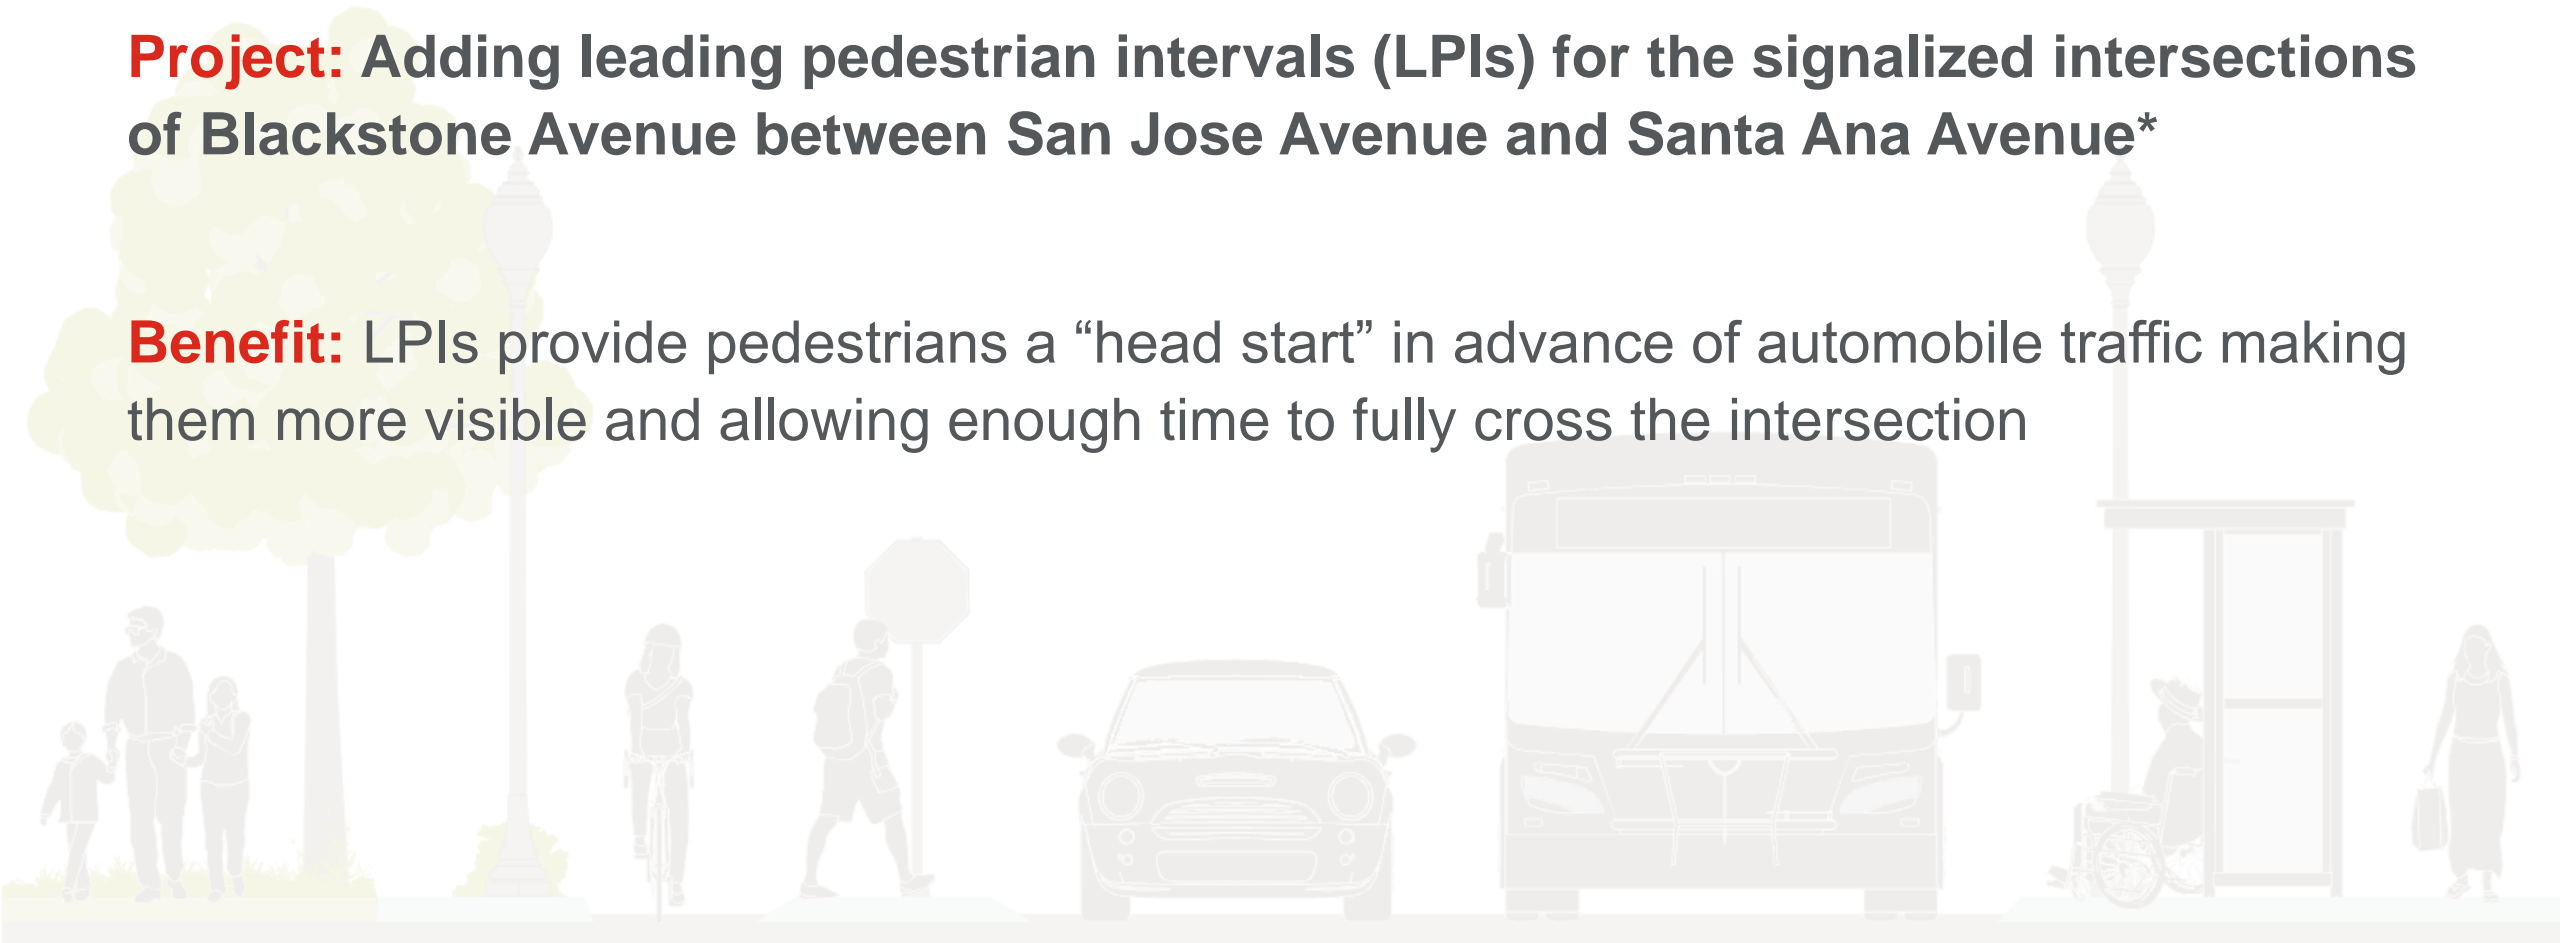 Project: Adding leading pedestrian intervals (LPIs) for the signalized intersections
of Blackstone Avenue between San Jose Avenue and Santa Ana Avenue*
Benefit: LPIs provide pedestrians a “head start” in advance of automobile traffic making
them more visible and allowing enough time to fully cross the intersection